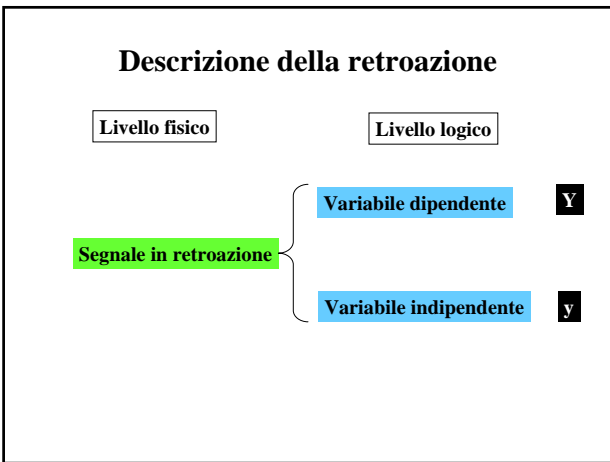 Descrizione della retroazione
Livello fisico
Livello logico
Variabile dipendente Y
Segnale in retroazione
Variabile indipendente y